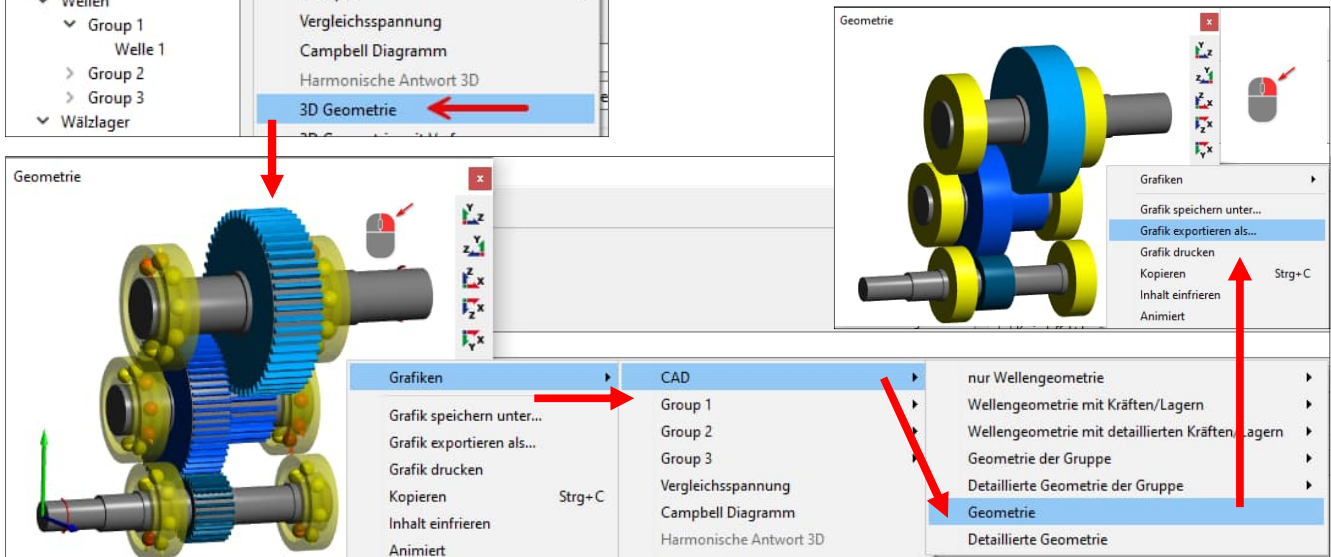 Wellen
Group 1
Welle 1
Group 2
Group 3
Wälzlager
Vergleichsspannung
Campbell Diagramm
Harmonische Antwort 3D
3D Geometrie
Geometrie
Y
Z
Z
Y
Z
X
Z
X
Y
X
Grafiken
Grafik speichern unter...
Grafik exportieren als...
Grafik drucken
Kopieren Strg+C
Inhalt einfrieren
Animiert
Geometrie
x
Y
Z
Z
Y
Z
X
Z
X
Y
X
Grafiken
Grafik speichern unter...
Grafik exportieren als...
Grafik drucken
Kopieren Strg+C
Inhalt einfrieren
Animiert
CAD
Group 1
Group 2
Group 3
Vergleichsspannung
Campbell Diagramm
Harmonische Antwort 3D
nur Wellengeometrie
Wellengeometrie mit Kräften/Lagern
Wellengeometrie mit detaillierten Kräften/Lagern
Geometrie der Gruppe
Detaillierte Geometrie der Gruppe
Geometrie
Detaillierte Geometrie